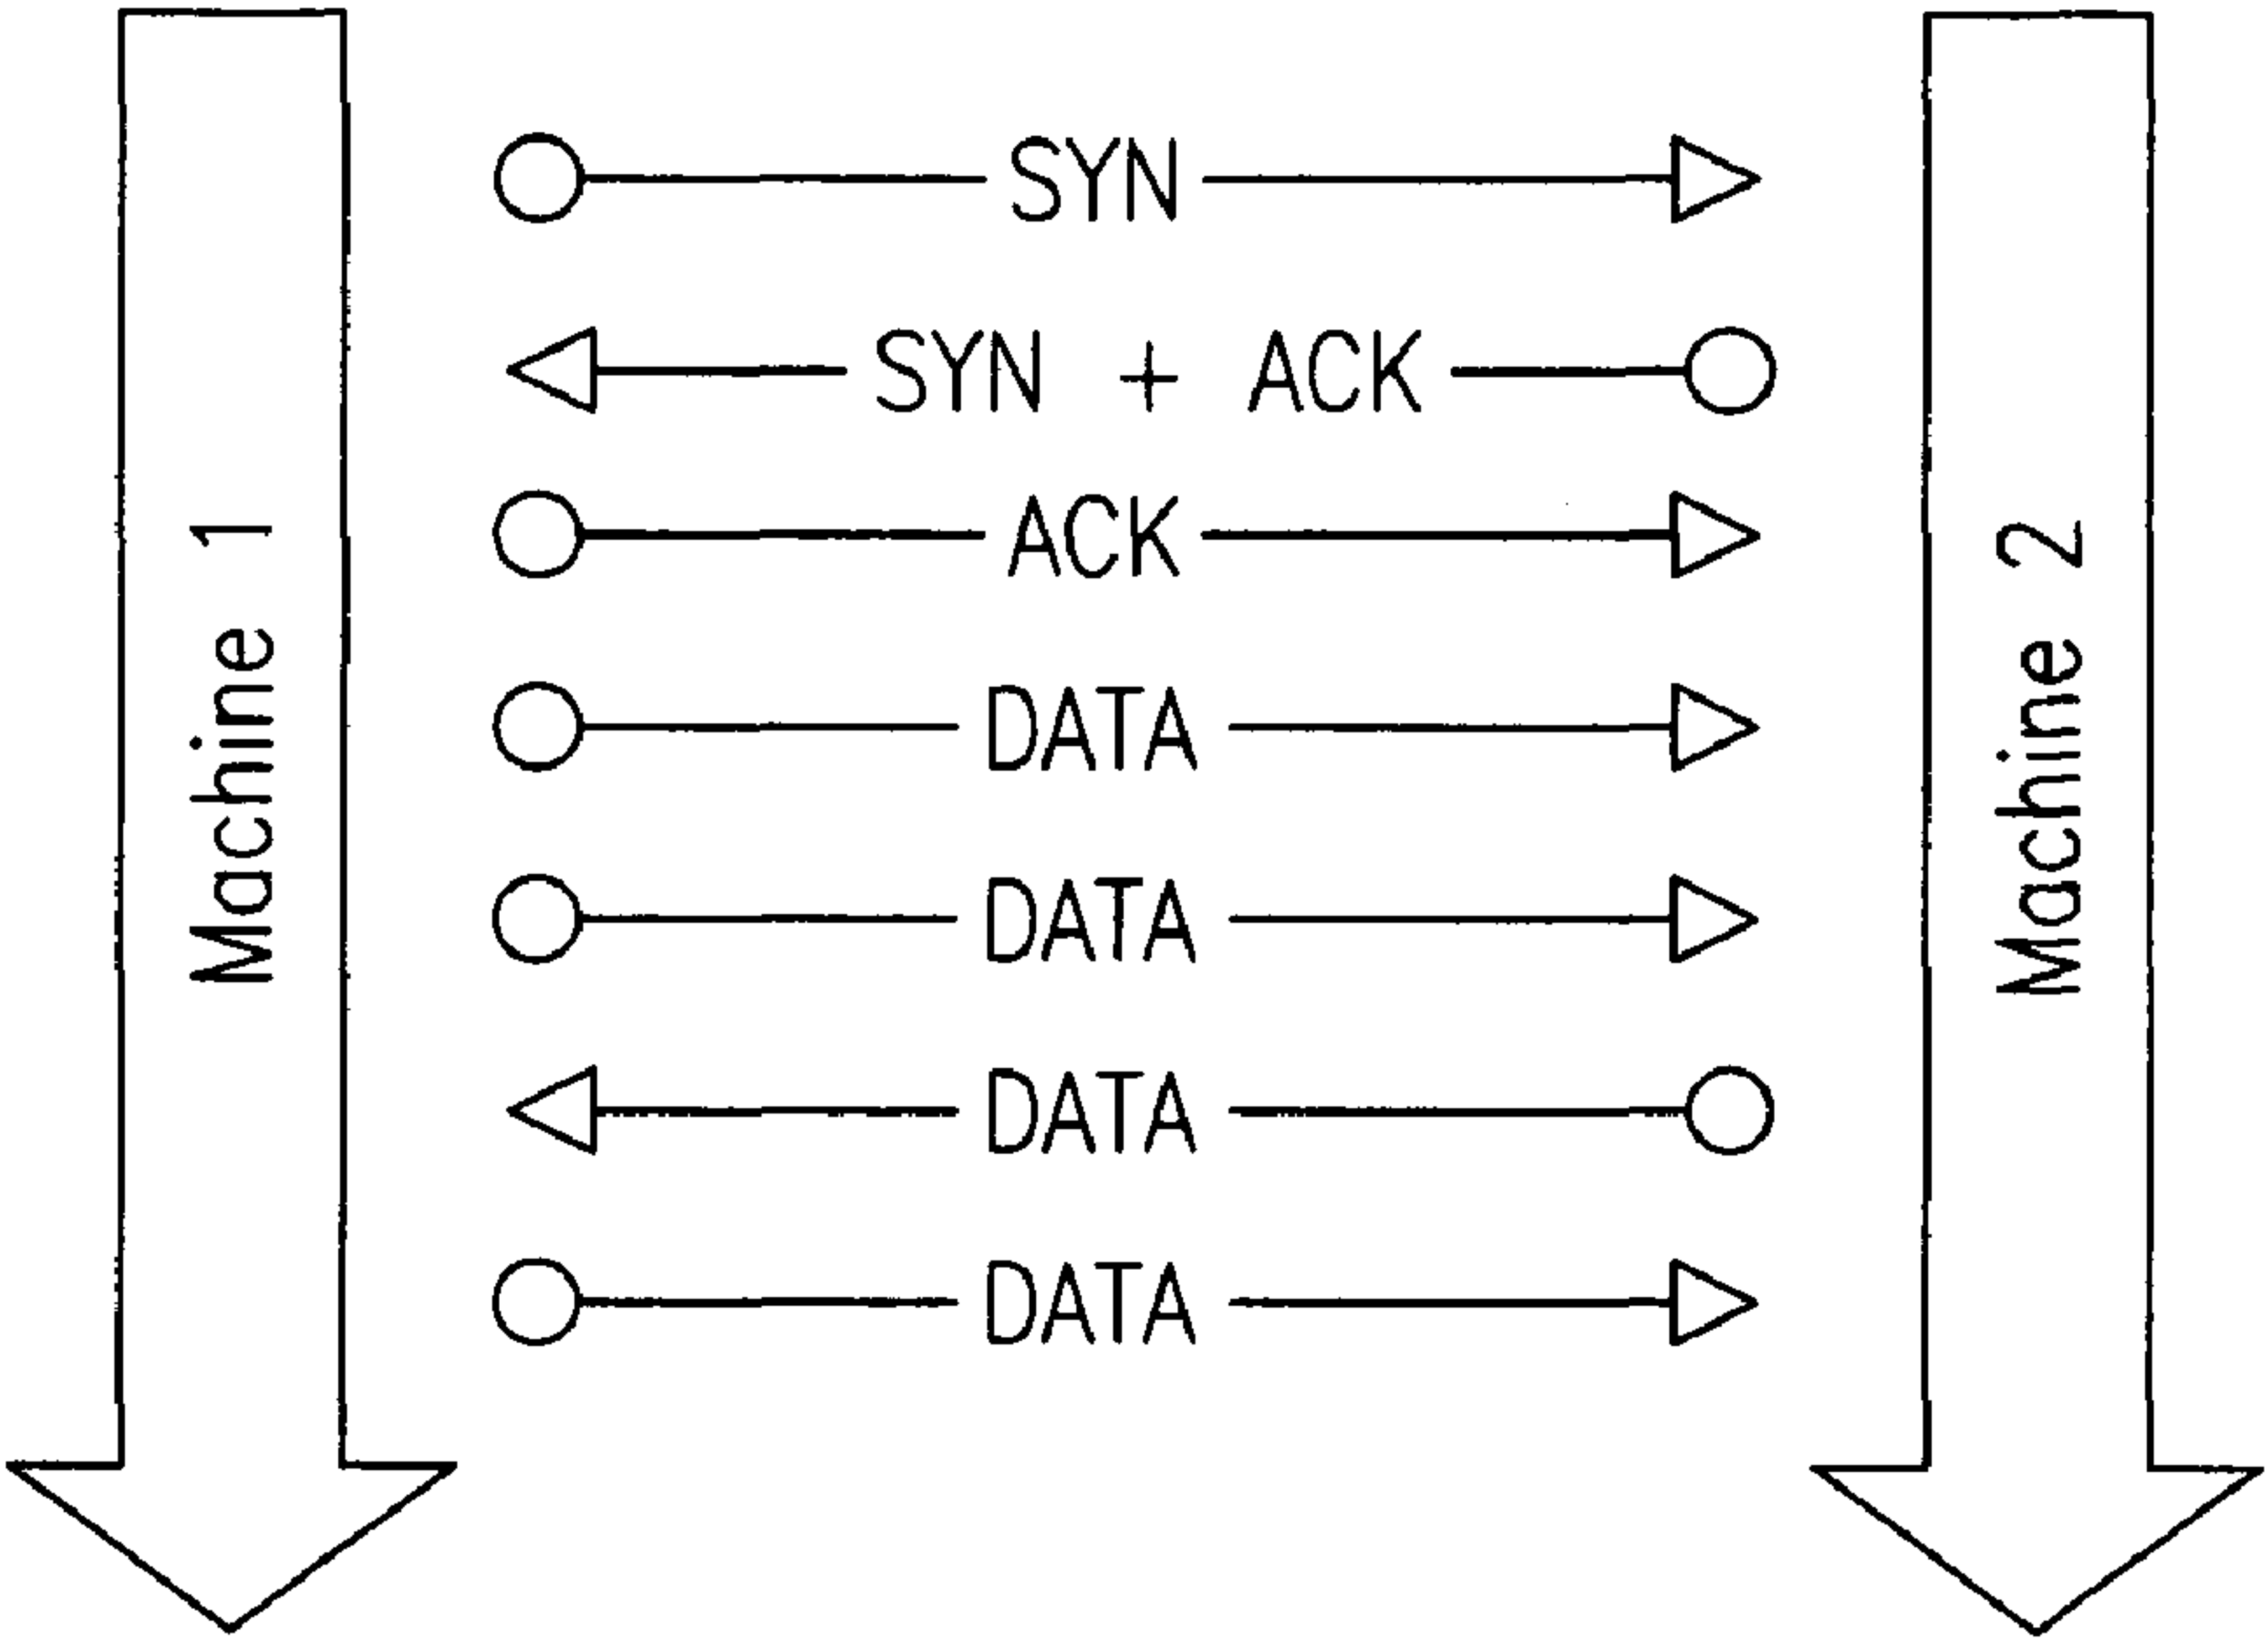 Machine 1
SYN
SYN + ACK
ACK
DATA
DATA
DATA
DATA
Machine 2